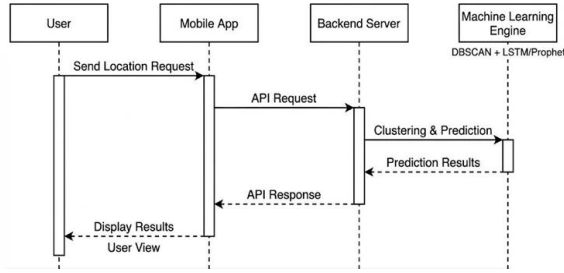 User
Mobile App
Backend Server
Machine Learning
Engine
DBSCAN + LSTM/Prophet
Send Location Request
API Request
Clustering & Prediction
Prediction Results
API Response
Display Results
User View